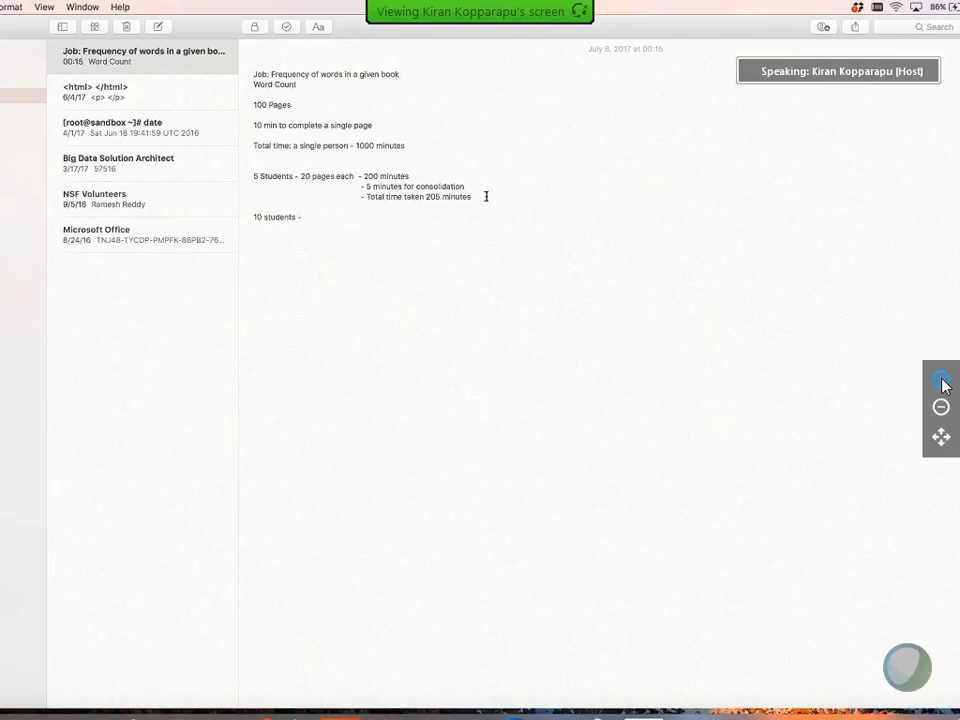 ormat View Window Help
Viewing Kiran Kopparapu's screen
86%
Aa
Search
Job: Frequency of words in a given bo...
00:15 Word Count
<html> </html>
6/4/17 <p> </p>
[root@sandbox ~]# date
4/1/17 Sat Jun 18 19:41:59 UTC 2016
Big Data Solution Architect
3/17/17 57516
NSF Volunteers
9/5/16 Ramesh Reddy
Microsoft Office
8/24/16 TNJ48-TYCDP-PMPFK-86PB2-76...
July 6, 2017 at 00:15
Speaking: Kiran Kopparapu (Host)
Job: Frequency of words in a given book
Word Count
100 Pages
10 min to complete a single page
Total time: a single person - 1000 minutes
5 Students - 20 pages each - 200 minutes
- 5 minutes for consolidation
- Total time taken 205 minutes
10 students -